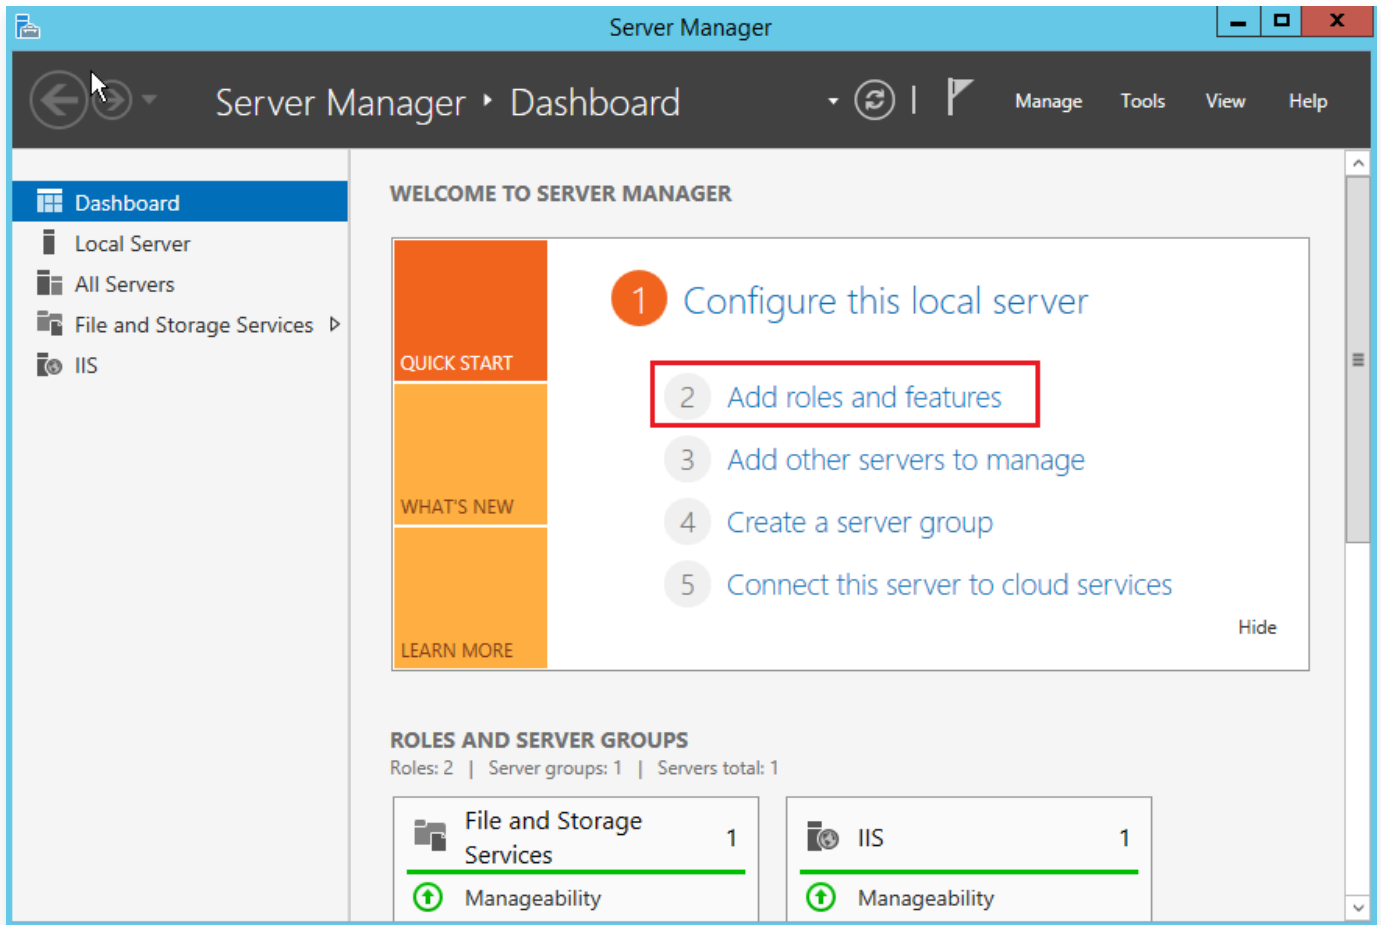 Server Manager
Server Manager ‣ Dashboard
Manage Tools View Help
Dashboard
Local Server
All Servers
File and Storage Services
IIS
WELCOME TO SERVER MANAGER
QUICK START
WHAT'S NEW
LEARN MORE
1 Configure this local server
2 Add roles and features
3 Add other servers to manage
4 Create a server group
5 Connect this server to cloud services
Hide
ROLES AND SERVER GROUPS
Roles: 2 | Server groups: 1 | Servers total: 1
File and Storage
Services
1
Manageability
IIS 1
Manageability